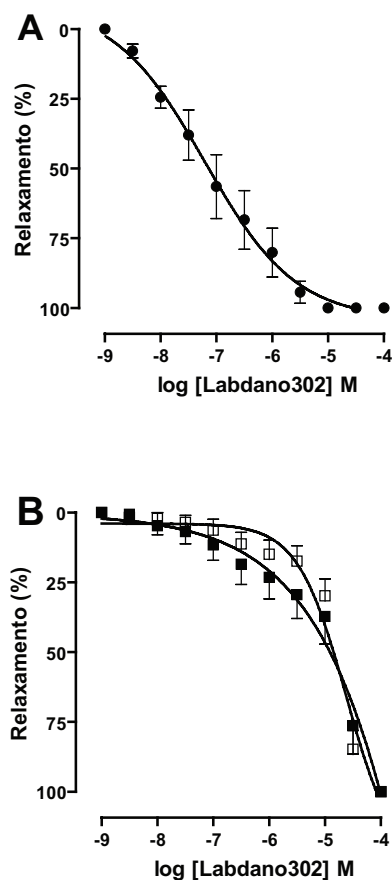 A
0
25
50
75
100
Relaxamento (%)
-9 -8 -7 -6 -5 -4
log [Labdano302] M
B
0
25
50
75
100
Relaxamento (%)
-9 -8 -7 -6 -5 -4
log [Labdano302] M